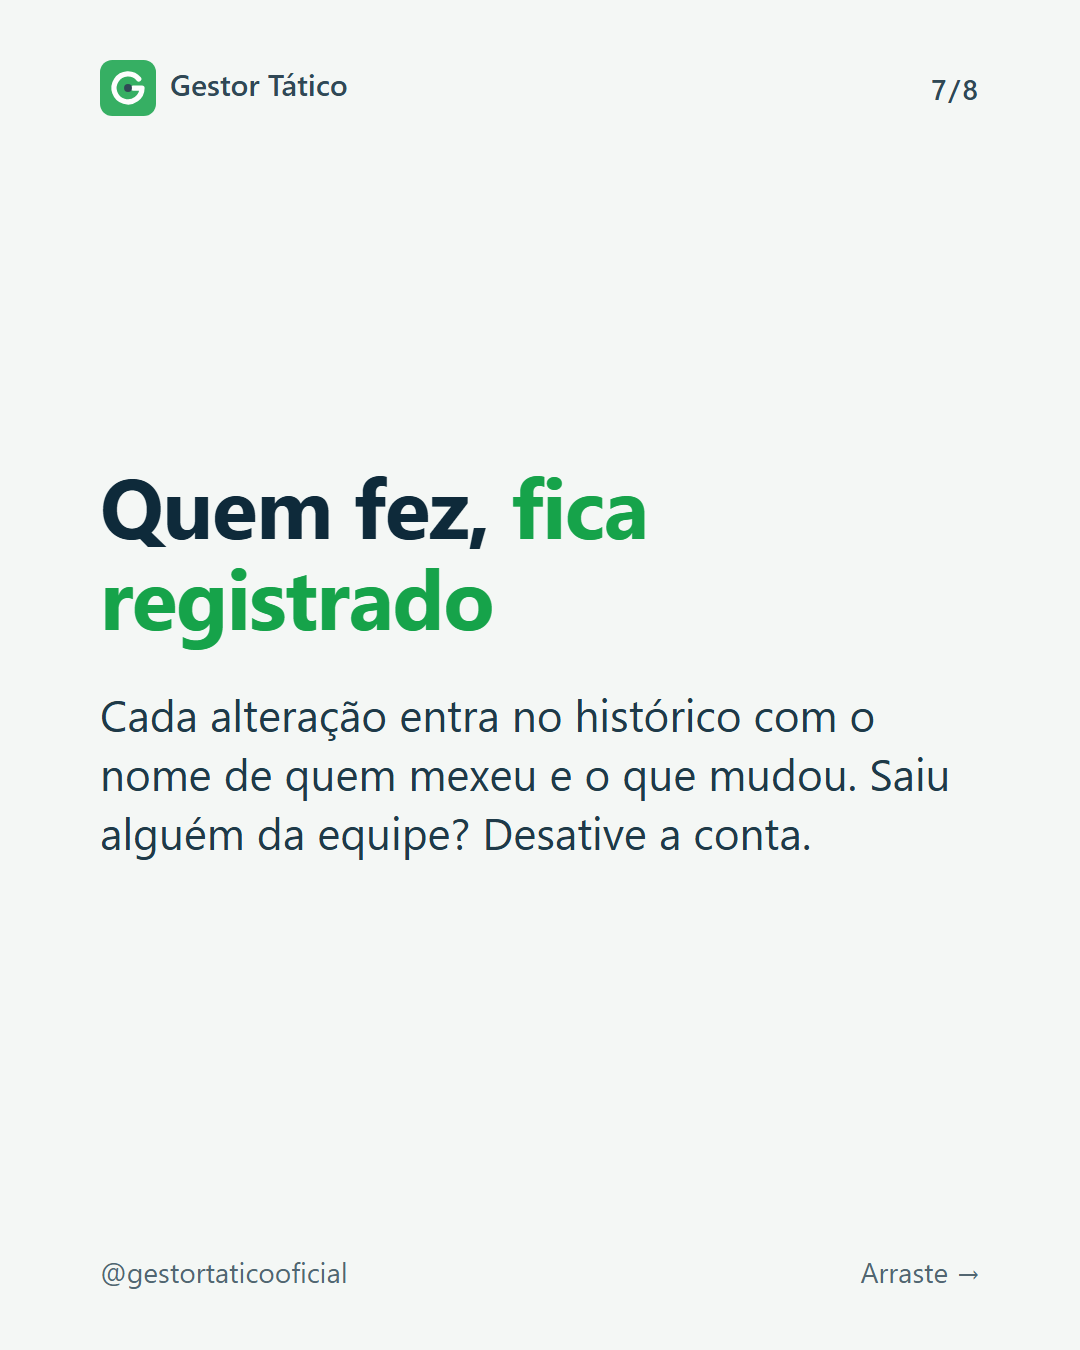 Gestor Tático
7/8
Quem fez, fica
registrado
Cada alteração entra no histórico com o
nome de quem mexeu e o que mudou. Saiu
alguém da equipe? Desative a conta.
@gestortaticooficial
Arraste →